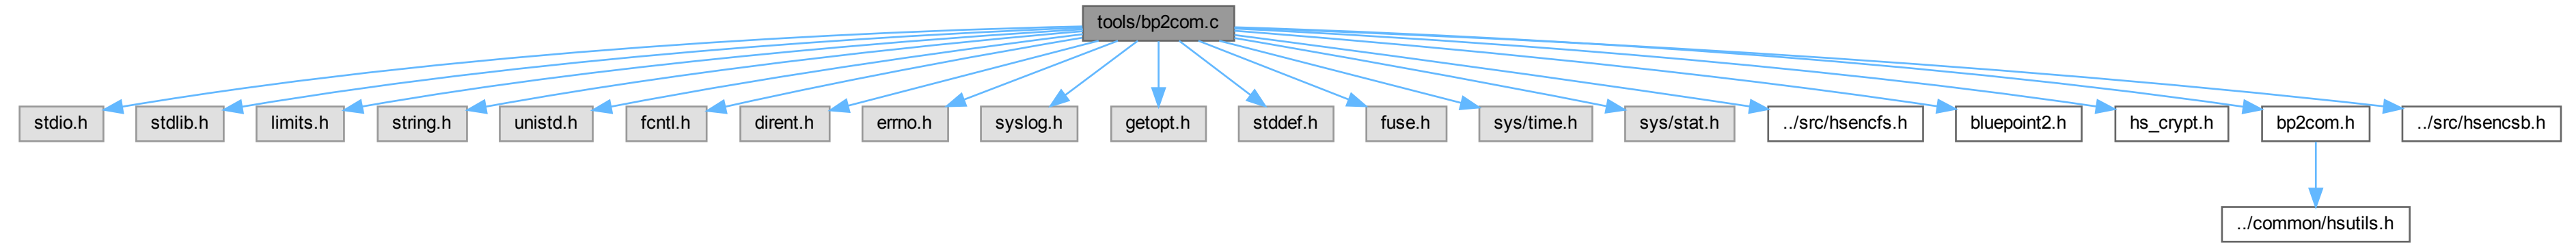 tools/bp2com.c
stdio.h
stdlib.h
limits.h
string.h
unistd.h
fcntl.h
dirent.h
errno.h
syslog.h
getopt.h
stddef.h
fuse.h
sys/time.h
sys/stat.h
../src/hsencfs.h
bluepoint2.h
hs_crypt.h
bp2com.h
../src/hsencsb.h
../common/hsutils.h